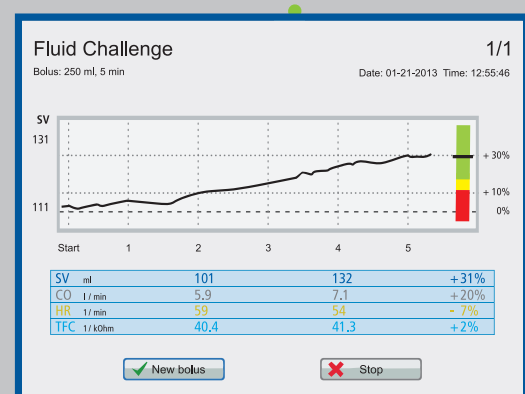 Fluid Challenge 1/1
Bolus: 250 ml, 5 min Date: 01-21-2013 Time: 12:55:46
SV
131
+ 30%
+ 10%
111
0%
Start 1 2 3 4 5
SV ml 101 132 +31%
CO l / min 5.9 7.1 +20%
HR 1/ min 59 54 - 7%
TFC 1/ kOhm 40.4 41.3 +2%
New bolus Stop